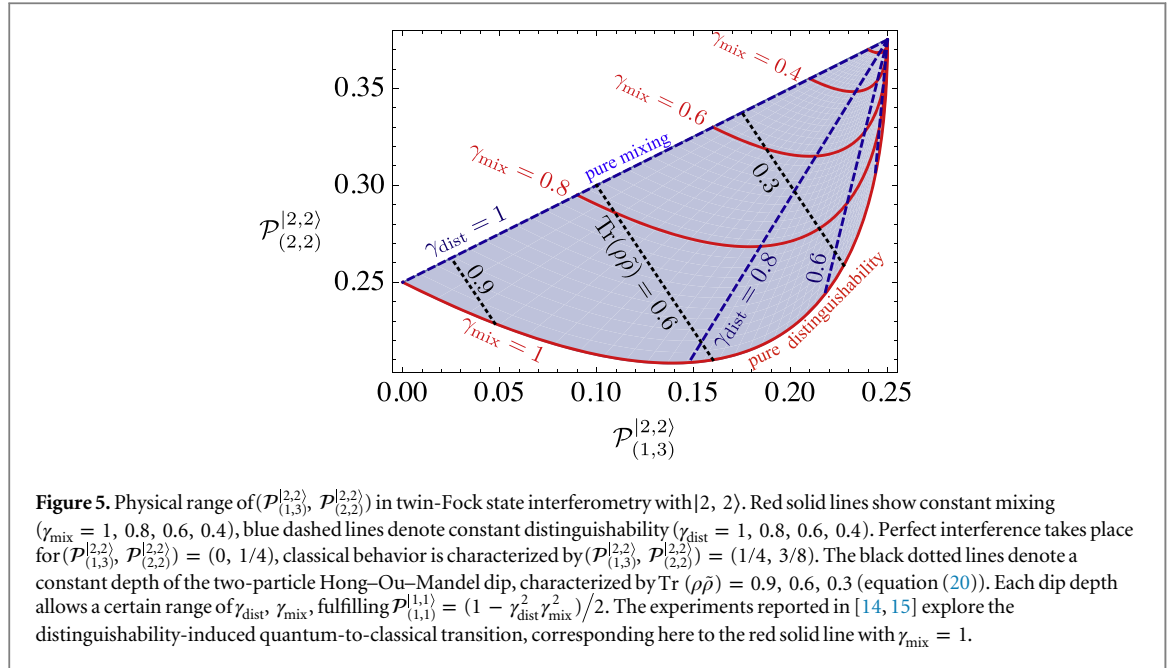 γmix = 0.4
γmix = 0.6
γmix = 0.8
pure mixing
γdist = 1
0.9
γmix = 1
Tr(ρρ̃) = 0.6
0.3
γdist = 0.8
0.6
pure distinguishability
0.35
0.30
0.25
𝒫^{|2,2⟩}_{(2,2)}
0.00 0.05 0.10 0.15 0.20 0.25
𝒫^{|2,2⟩}_{(1,3)}
Figure 5. Physical range of (𝒫^{|2,2⟩}_{(1,3)}, 𝒫^{|2,2⟩}_{(2,2)}) in twin-Fock state interferometry with |2, 2⟩. Red solid lines show constant mixing
(γmix = 1, 0.8, 0.6, 0.4), blue dashed lines denote constant distinguishability (γdist = 1, 0.8, 0.6, 0.4). Perfect interference takes place
for (𝒫^{|2,2⟩}_{(1,3)}, 𝒫^{|2,2⟩}_{(2,2)}) = (0, 1/4), classical behavior is characterized by (𝒫^{|2,2⟩}_{(1,3)}, 𝒫^{|2,2⟩}_{(2,2)}) = (1/4, 3/8). The black dotted lines denote a
constant depth of the two-particle Hong–Ou–Mandel dip, characterized by Tr (ρρ̃) = 0.9, 0.6, 0.3 (equation (20)). Each dip depth
allows a certain range of γdist, γmix, fulfilling 𝒫^{|1,1⟩}_{(1,1)} = (1 − γ²dist γ²mix)/2. The experiments reported in [14, 15] explore the
distinguishability-induced quantum-to-classical transition, corresponding here to the red solid line with γmix = 1.